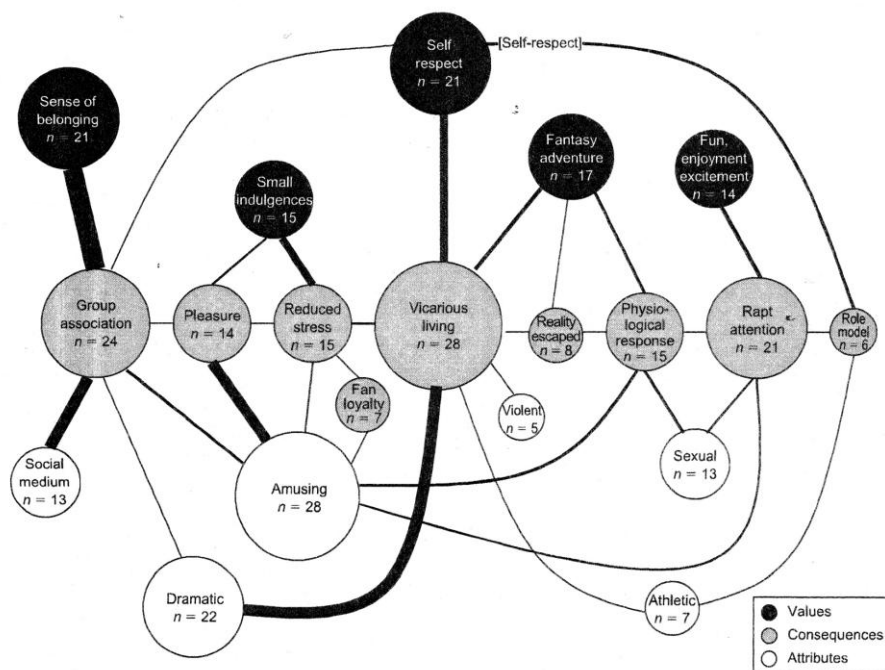 Self
respect
n = 21
[Self-respect]
Sense of
belonging
n = 21
Fantasy
adventure
n = 17
Fun,
enjoyment
excitement
n = 14
Small
indulgences
n = 15
Group
association
n = 24
Pleasure
n = 14
Reduced
stress
n = 15
Vicarious
living
n = 28
Reality
escaped
n = 8
Physio-
logical
response
n = 15
Rapt
attention
n = 21
Role
model
n = 6
Fan
loyalty
n = 7
Violent
n = 5
Social
medium
n = 13
Amusing
n = 28
Sexual
n = 13
Dramatic
n = 22
Athletic
n = 7
Values
Consequences
Attributes